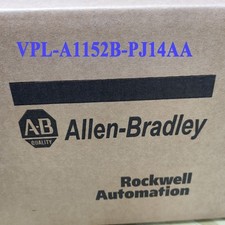 VPL-A1152B-PJ14AA
AB
QUALITY
Allen-Bradley
Rockwell
Automation